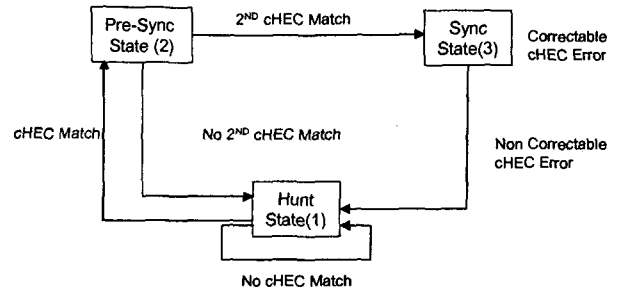 Pre-Sync
State (2)
2ND cHEC Match
Sync
State(3)
Correctable
cHEC Error
cHEC Match
No 2ND cHEC Match
Non Correctable
cHEC Error
Hunt
State(1)
No cHEC Match